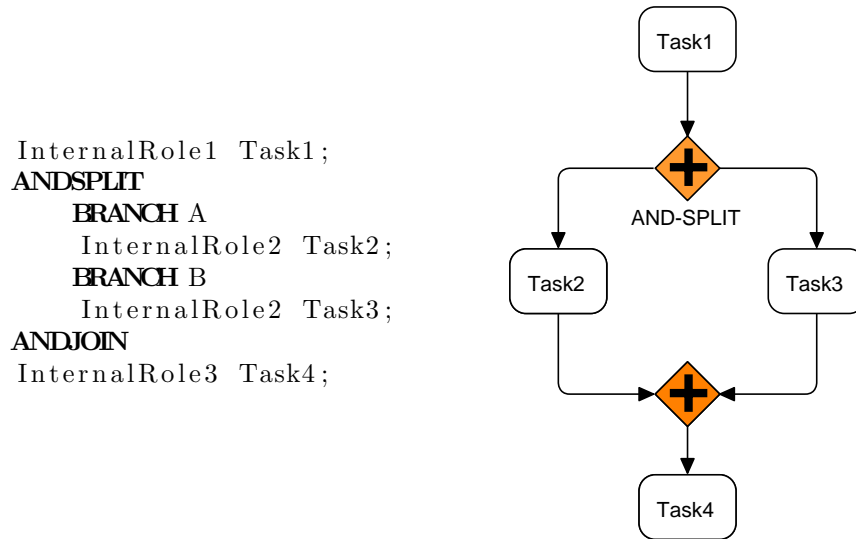 InternalRole1 Task1;
ANDSPLIT
BRANCH A
InternalRole2 Task2;
BRANCH B
InternalRole2 Task3;
ANDJOIN
InternalRole3 Task4;
Task1
AND-SPLIT
Task2
Task3
Task4